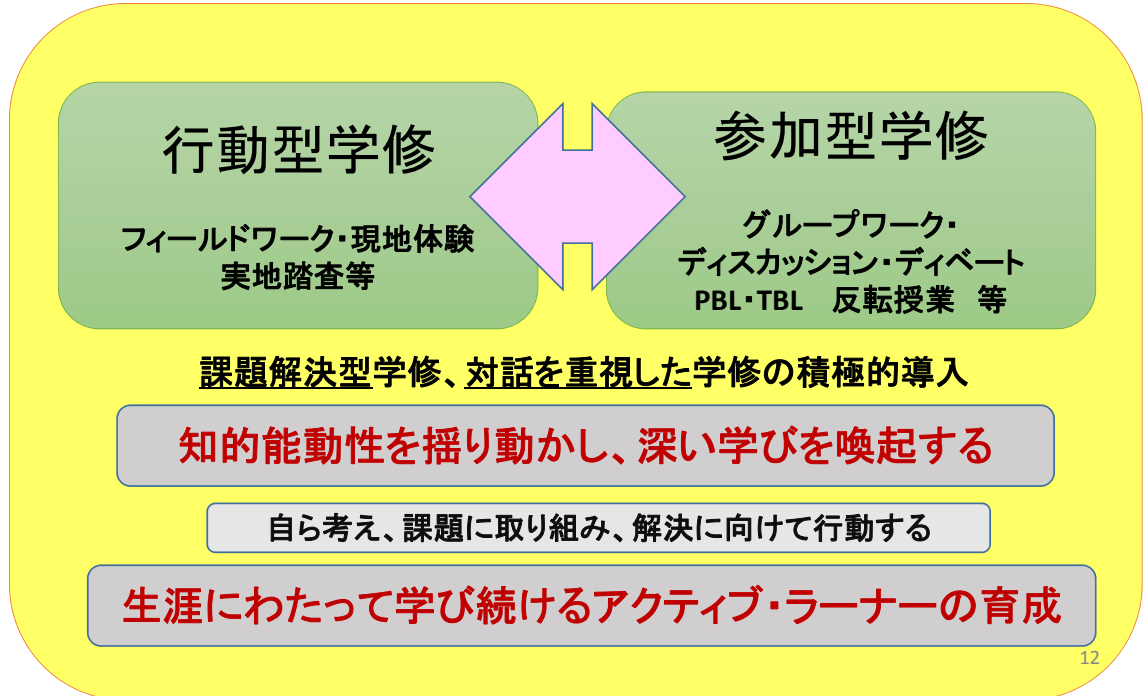 行動型学修
フィールドワーク・現地体験
実地踏査等
参加型学修
グループワーク・
ディスカッション・ディベート
PBL・TBL　反転授業　等
課題解決型学修、対話を重視した学修の積極的導入
知的能動性を揺り動かし、深い学びを喚起する
自ら考え、課題に取り組み、解決に向けて行動する
生涯にわたって学び続けるアクティブ・ラーナーの育成
12